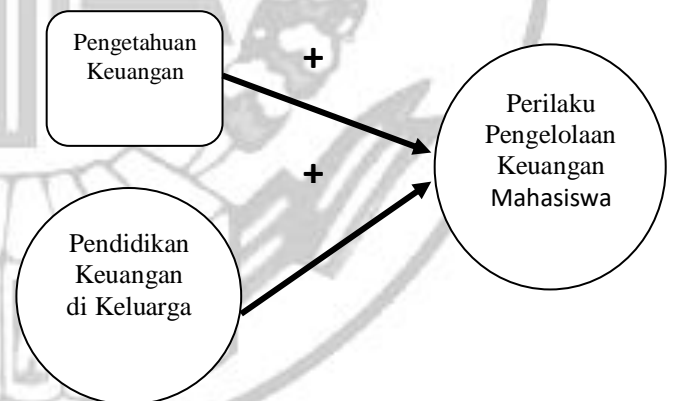 Pengetahuan
Keuangan
+
+
Perilaku
Pengelolaan
Keuangan
Mahasiswa
Pendidikan
Keuangan
di Keluarga